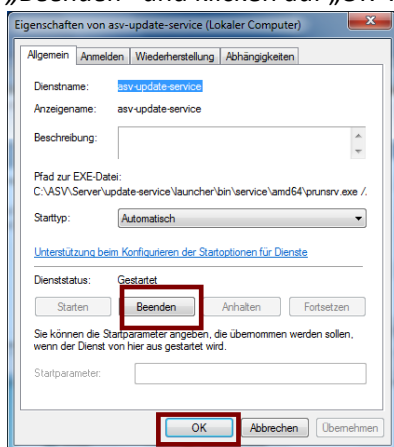 „Beenden“ und klicken auf „OK“.
Eigenschaften von asv-update-service (Lokaler Computer)
Allgemein Anmelden Wiederherstellung Abhängigkeiten
Dienstname: asv-update-service
Anzeigename: asv-update-service
Beschreibung:
Pfad zur EXE-Datei:
C:\ASV\Server\update-service\launcher\bin\service\amd64\prunsrv.exe /.
Starttyp: Automatisch
Unterstützung beim Konfigurieren der Startoptionen für Dienste
Dienststatus: Gestartet
Starten Beenden Anhalten Fortsetzen
Sie können die Startparameter angeben, die übernommen werden sollen,
wenn der Dienst von hier aus gestartet wird.
Startparameter:
OK Abbrechen Übernehmen